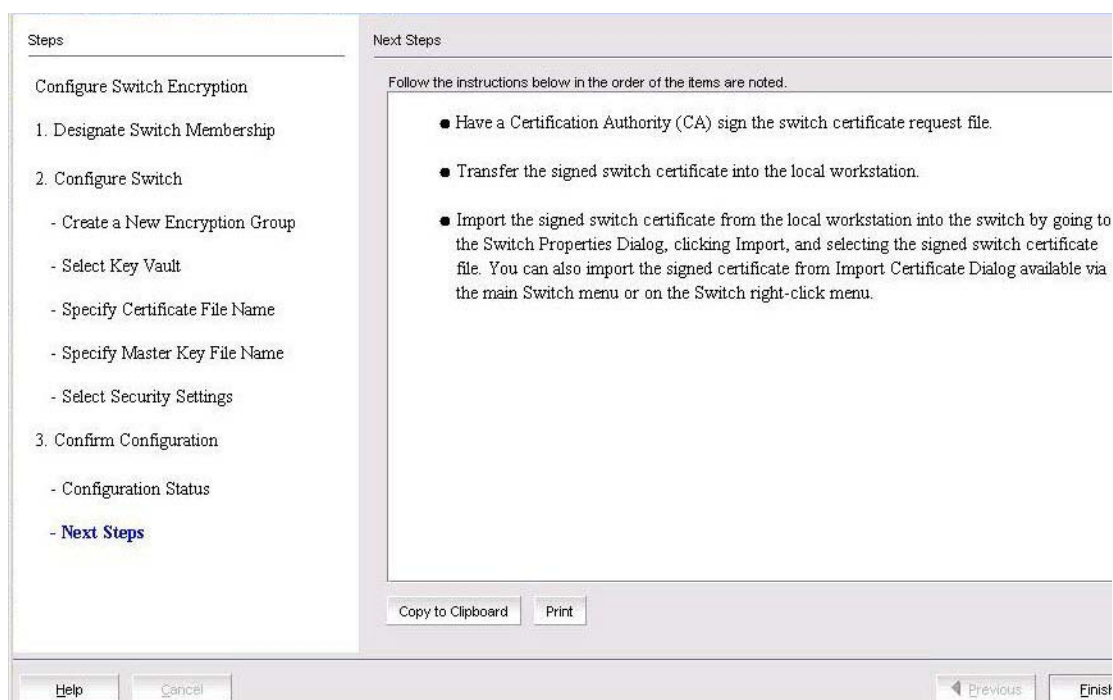 Steps
Configure Switch Encryption
1. Designate Switch Membership
2. Configure Switch
- Create a New Encryption Group
- Select Key Vault
- Specify Certificate File Name
- Specify Master Key File Name
- Select Security Settings
3. Confirm Configuration
- Configuration Status
- Next Steps
Next Steps
Follow the instructions below in the order of the items are noted.
● Have a Certification Authority (CA) sign the switch certificate request file.
● Transfer the signed switch certificate into the local workstation.
● Import the signed switch certificate from the local workstation into the switch by going to
the Switch Properties Dialog, clicking Import, and selecting the signed switch certificate
file. You can also import the signed certificate from Import Certificate Dialog available via
the main Switch menu or on the Switch right-click menu.
Copy to Clipboard
Print
Help
Cancel
Previous
Finish